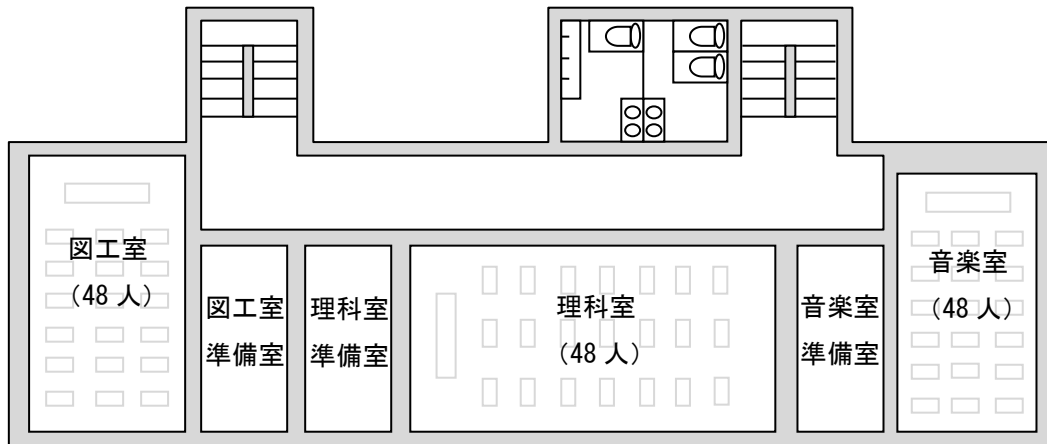 図工室
（48 人）
図工室
準備室
理科室
準備室
理科室
（48 人）
音楽室
準備室
音楽室
（48 人）